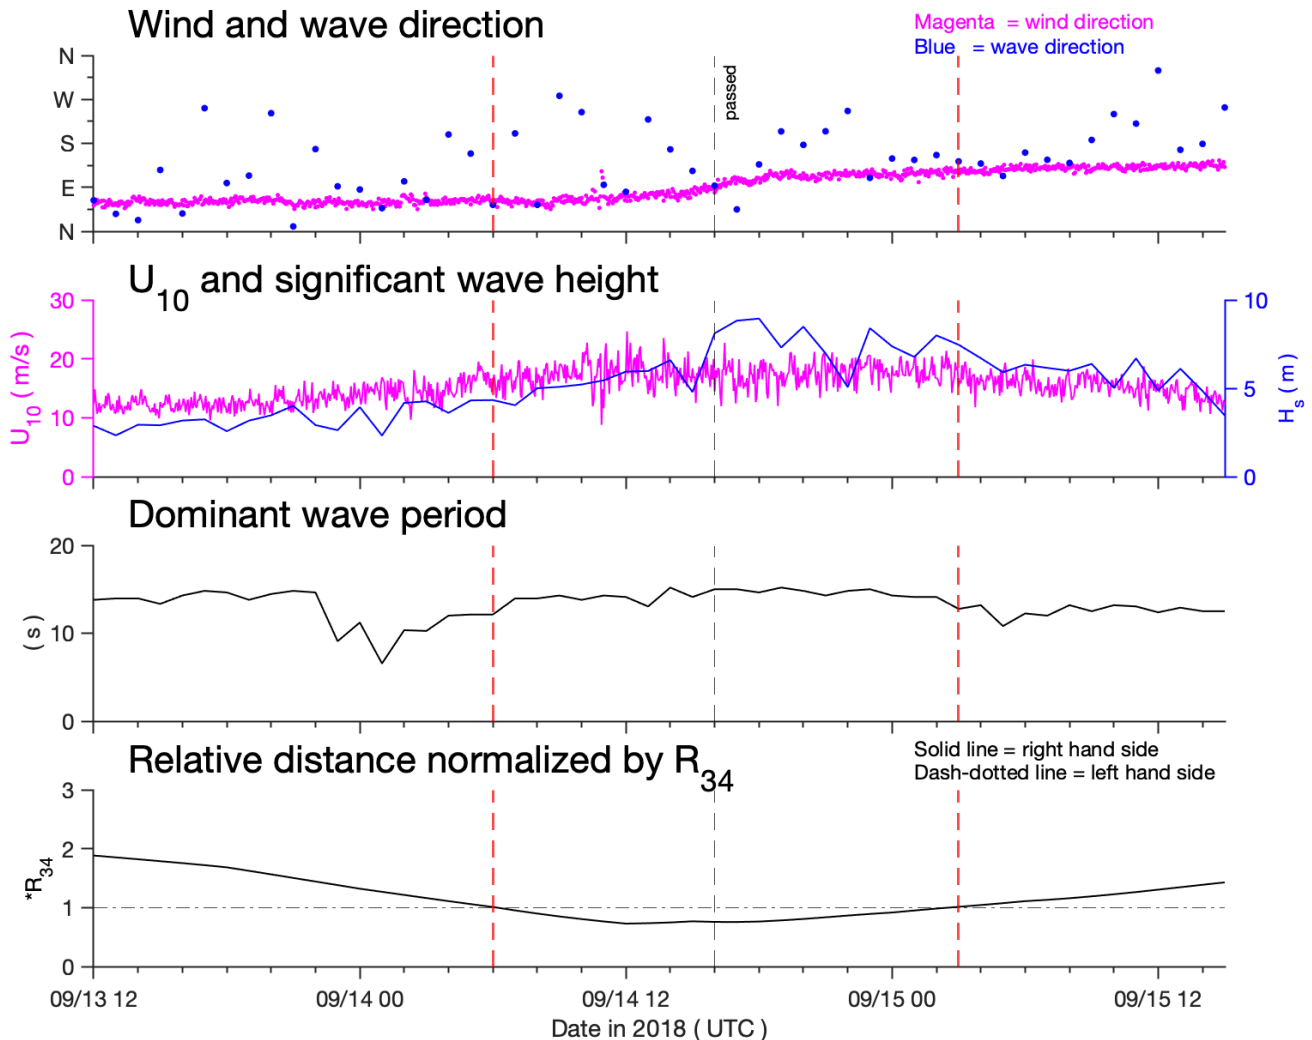 Wind and wave direction
Magenta = wind direction
Blue = wave direction
N
W
S
E
N
passed
U10 and significant wave height
30
20
10
0
U10 ( m/s )
10
5
0
Hs ( m )
Dominant wave period
20
10
0
( s )
Relative distance normalized by R34
Solid line = right hand side
Dash-dotted line = left hand side
3
2
1
0
*R34
09/13 12
09/14 00
09/14 12
09/15 00
09/15 12
Date in 2018 ( UTC )